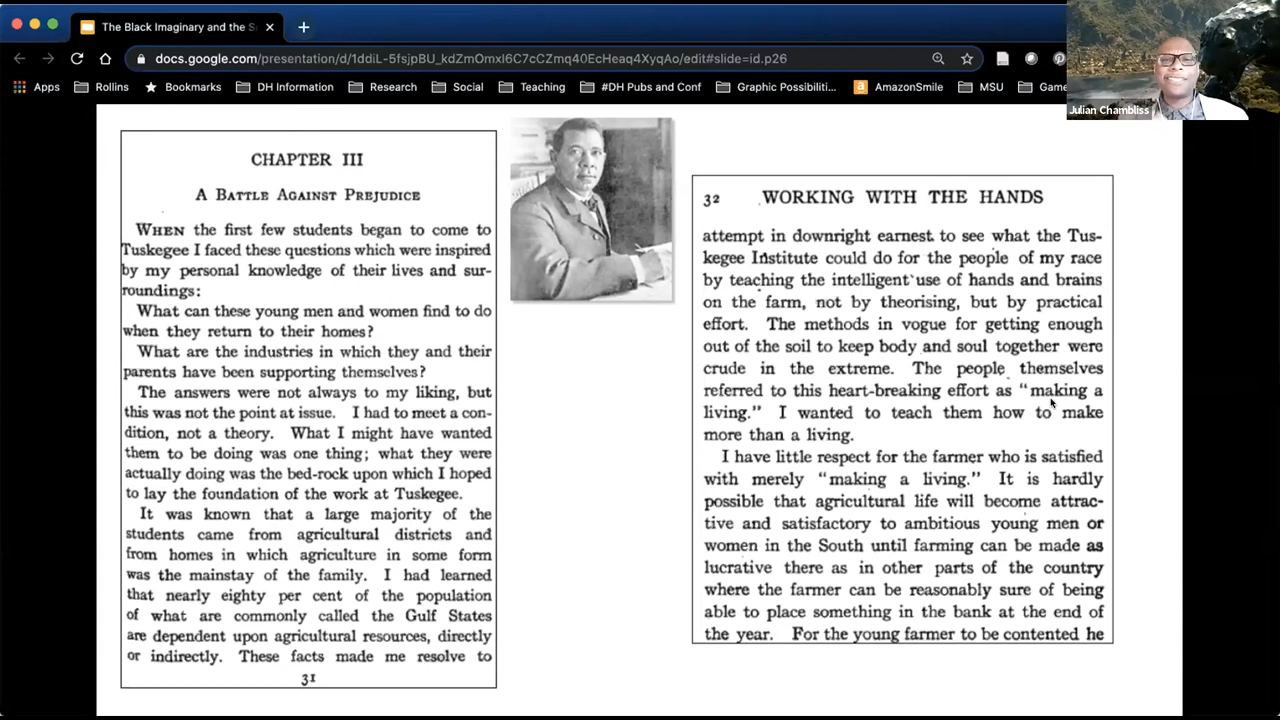 The Black Imaginary and the S
docs.google.com/presentation/d/1ddiL-5fsjpBU_kdZmOmxI6C7cCZmq40EcHeaq4XyqAo/edit#slide=id.p26
Apps Rollins Bookmarks DH Information Research Social Teaching #DH Pubs and Conf Graphic Possibiliti... AmazonSmile MSU Game
Julian Chambliss
CHAPTER III
A BATTLE AGAINST PREJUDICE
WHEN the first few students began to come to
Tuskegee I faced these questions which were inspired
by my personal knowledge of their lives and sur-
roundings:
What can these young men and women find to do
when they return to their homes?
What are the industries in which they and their
parents have been supporting themselves?
The answers were not always to my liking, but
this was not the point at issue. I had to meet a con-
dition, not a theory. What I might have wanted
them to be doing was one thing; what they were
actually doing was the bed-rock upon which I hoped
to lay the foundation of the work at Tuskegee.
It was known that a large majority of the
students came from agricultural districts and
from homes in which agriculture in some form
was the mainstay of the family. I had learned
that nearly eighty per cent of the population
of what are commonly called the Gulf States
are dependent upon agricultural resources, directly
or indirectly. These facts made me resolve to
31
32 WORKING WITH THE HANDS
attempt in downright earnest to see what the Tus-
kegee Institute could do for the people of my race
by teaching the intelligent use of hands and brains
on the farm, not by theorising, but by practical
effort. The methods in vogue for getting enough
out of the soil to keep body and soul together were
crude in the extreme. The people themselves
referred to this heart-breaking effort as "making a
living." I wanted to teach them how to make
more than a living.
I have little respect for the farmer who is satisfied
with merely "making a living." It is hardly
possible that agricultural life will become attrac-
tive and satisfactory to ambitious young men or
women in the South until farming can be made as
lucrative there as in other parts of the country
where the farmer can be reasonably sure of being
able to place something in the bank at the end of
the year. For the young farmer to be contented he